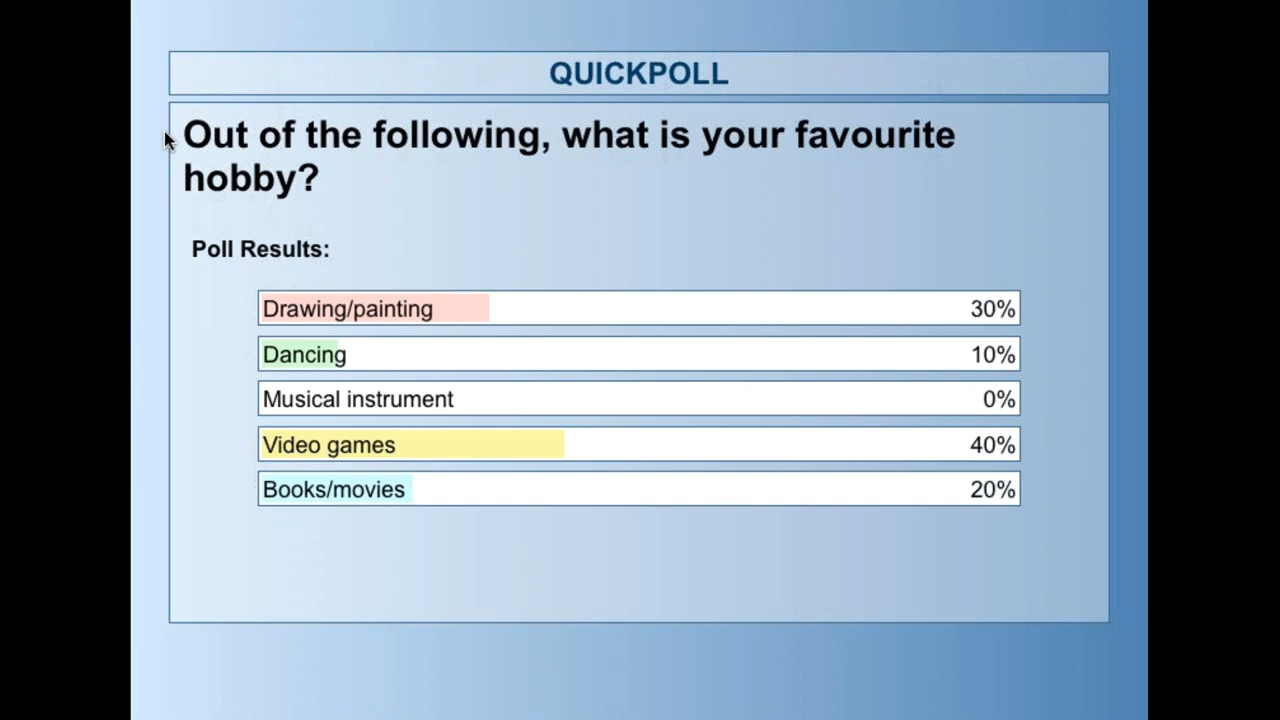 QUICKPOLL
Out of the following, what is your favourite
hobby?
Poll Results:
Drawing/painting 30%
Dancing 10%
Musical instrument 0%
Video games 40%
Books/movies 20%